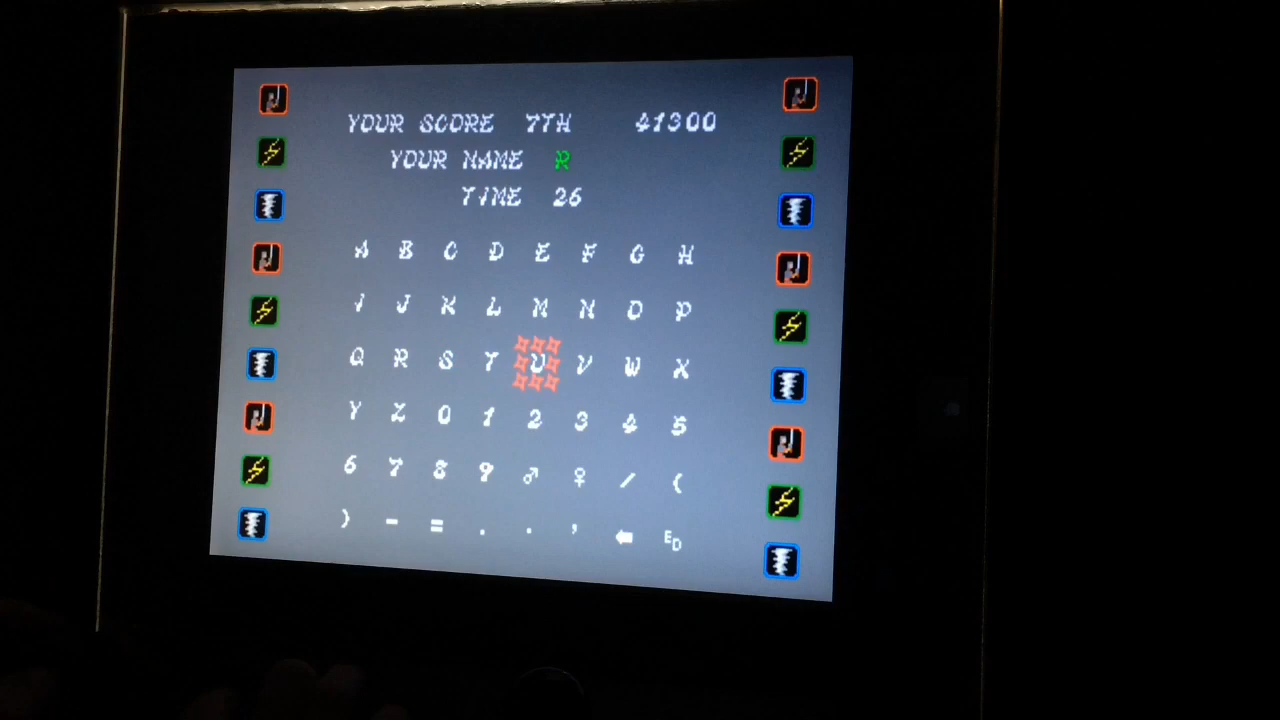 YOUR SCORE 7TH 41300
YOUR NAME R
TIME 26
A B C D E F G H
I J K L M N O P
Q R S T U V W X
Y Z 0 1 2 3 4 5
6 7 8 9 ♂ ♀ / (
) - = . . , ← ED